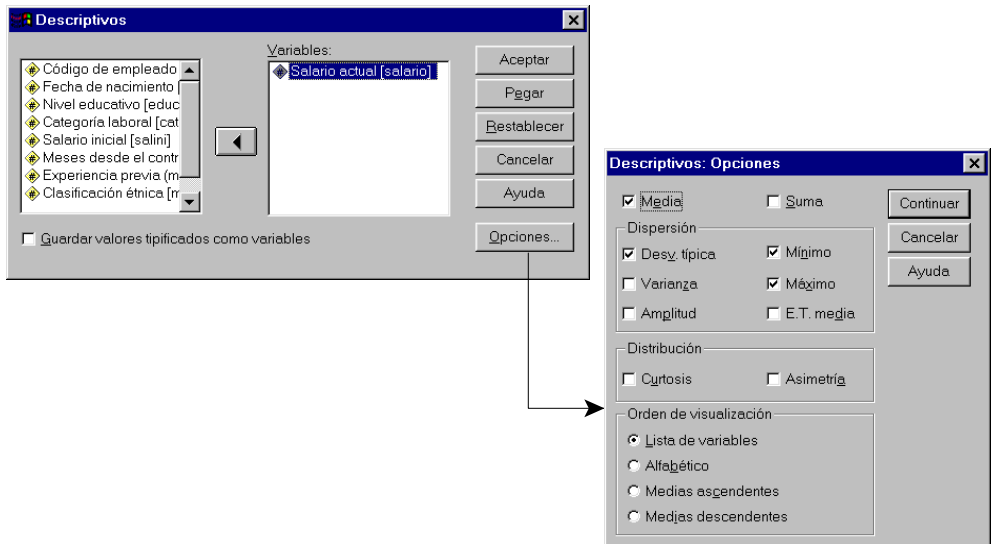 Descriptivos
Variables:
Código de empleado
Fecha de nacimiento [
Nivel educativo [educ
Categoría laboral [cat
Salario inicial [salini]
Meses desde el contr
Experiencia previa (m
Clasificación étnica [m
Salario actual [salario]
Aceptar
Pegar
Restablecer
Cancelar
Ayuda
Guardar valores tipificados como variables
Opciones...
Descriptivos: Opciones
Media
Suma
Continuar
Cancelar
Ayuda
Dispersión
Desv. típica
Mínimo
Varianza
Máximo
Amplitud
E.T. media
Distribución
Curtosis
Asimetría
Orden de visualización
Lista de variables
Alfabético
Medias ascendentes
Medias descendentes